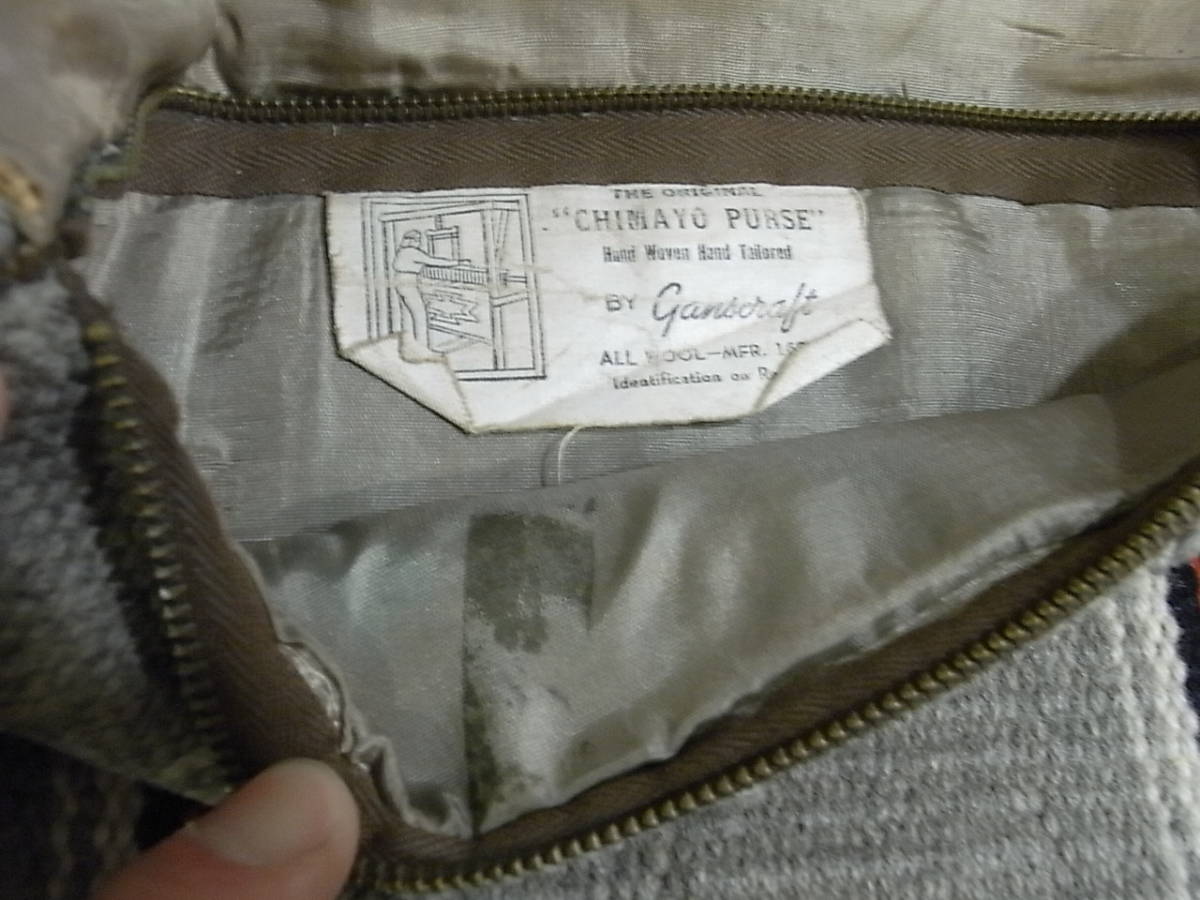 THE ORIGINAL
"CHIMAYO PURSE"
Hand Woven Hand Tailored
BY Ganscraft
ALL WOOL—MFR.
Identification on